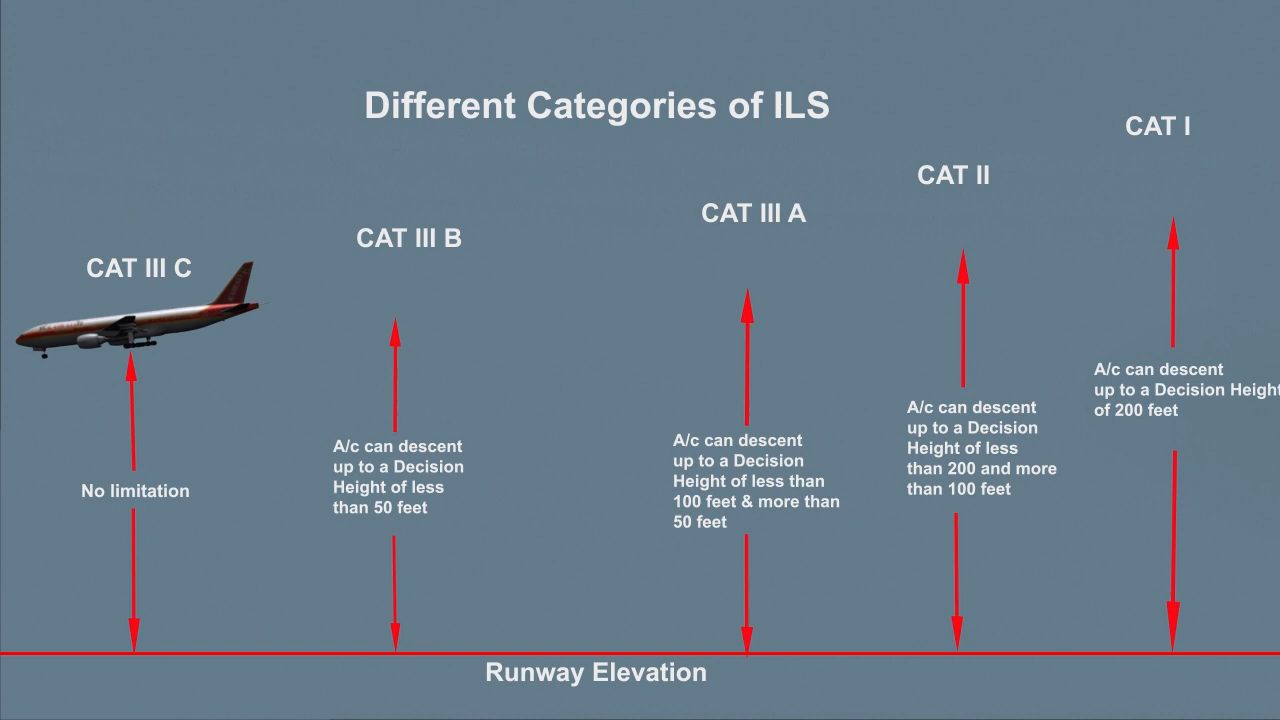 Different Categories of ILS
CAT I
CAT II
CAT III A
CAT III B
CAT III C
A/c can descent
up to a Decision Height
of 200 feet
A/c can descent
up to a Decision
Height of less
than 200 and more
than 100 feet
A/c can descent
up to a Decision
Height of less than
100 feet & more than
50 feet
A/c can descent
up to a Decision
Height of less
than 50 feet
No limitation
Runway Elevation